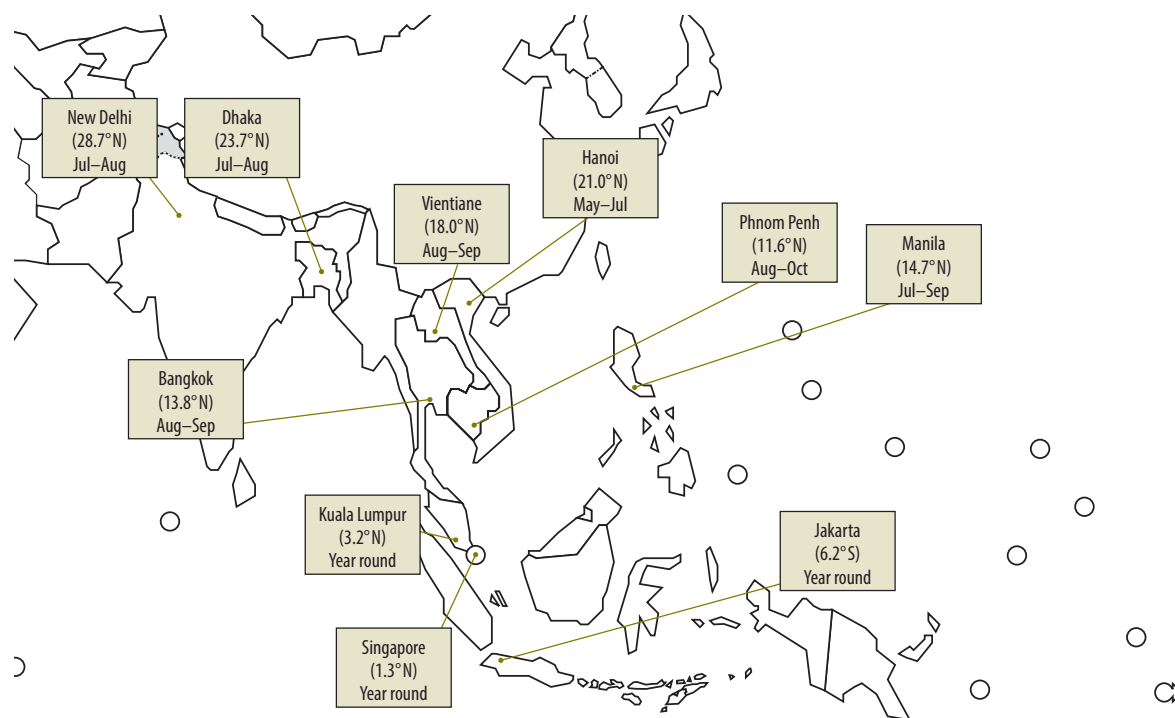 New Delhi
(28.7°N)
Jul–Aug
Dhaka
(23.7°N)
Jul–Aug
Hanoi
(21.0°N)
May–Jul
Vientiane
(18.0°N)
Aug–Sep
Phnom Penh
(11.6°N)
Aug–Oct
Manila
(14.7°N)
Jul–Sep
Bangkok
(13.8°N)
Aug–Sep
Kuala Lumpur
(3.2°N)
Year round
Jakarta
(6.2°S)
Year round
Singapore
(1.3°N)
Year round